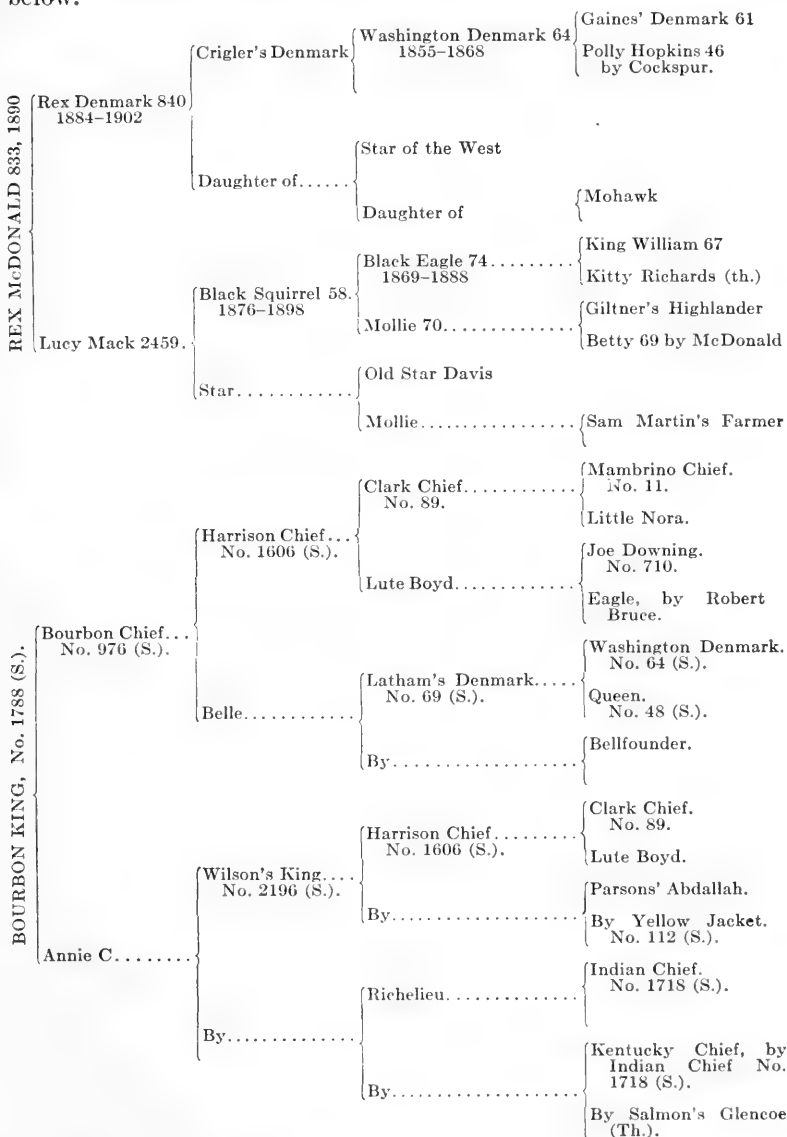 below.
REX McDONALD 833, 1890
Rex Denmark 840
1884–1902
Crigler's Denmark
Washington Denmark 64
1855–1868
Gaines' Denmark 61
Polly Hopkins 46
by Cockspur.
Daughter of......
Star of the West
Daughter of
Mohawk
Lucy Mack 2459.
Black Squirrel 58.
1876–1898
Black Eagle 74.........
1869–1888
King William 67
Kitty Richards (th.)
Mollie 70...............
Giltner's Highlander
Betty 69 by McDonald
Star............
Old Star Davis
Mollie.................
Sam Martin's Farmer
BOURBON KING, No. 1788 (S.).
Bourbon Chief...
No. 976 (S.).
Harrison Chief...
No. 1606 (S.).
Clark Chief............
No. 89.
Mambrino Chief.
No. 11.
Little Nora.
Lute Boyd.............
Joe Downing.
No. 710.
Eagle, by Robert
Bruce.
Belle............
Latham's Denmark.....
No. 69 (S.).
Washington Denmark.
No. 64 (S.).
Queen.
No. 48 (S.).
By....................
Bellfounder.
Annie C........
Wilson's King....
No. 2196 (S.).
Harrison Chief.........
No. 1606 (S.).
Clark Chief.
No. 89.
Lute Boyd.
By....................
Parsons' Abdallah.
By Yellow Jacket.
No. 112 (S.).
By...............
Richelieu...............
Indian Chief.
No. 1718 (S.).
By....................
Kentucky Chief, by
Indian Chief No.
1718 (S.).
By Salmon's Glencoe
(Th.).